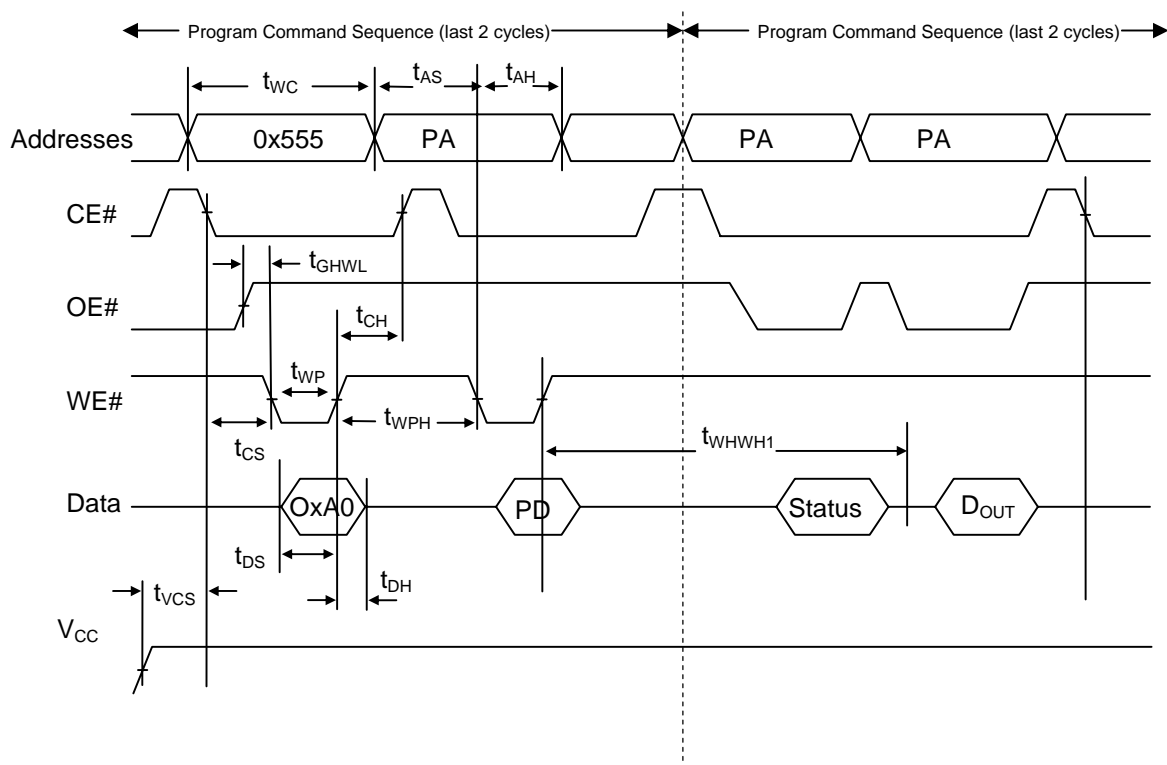 Program Command Sequence (last 2 cycles)
Program Command Sequence (last 2 cycles)
tWC
tAS
tAH
Addresses
0x555
PA
PA
PA
CE#
tGHWL
OE#
tCH
tWP
WE#
tWPH
tCS
tWHWH1
Data
OxA0
PD
Status
DOUT
tDS
tDH
tVCS
VCC